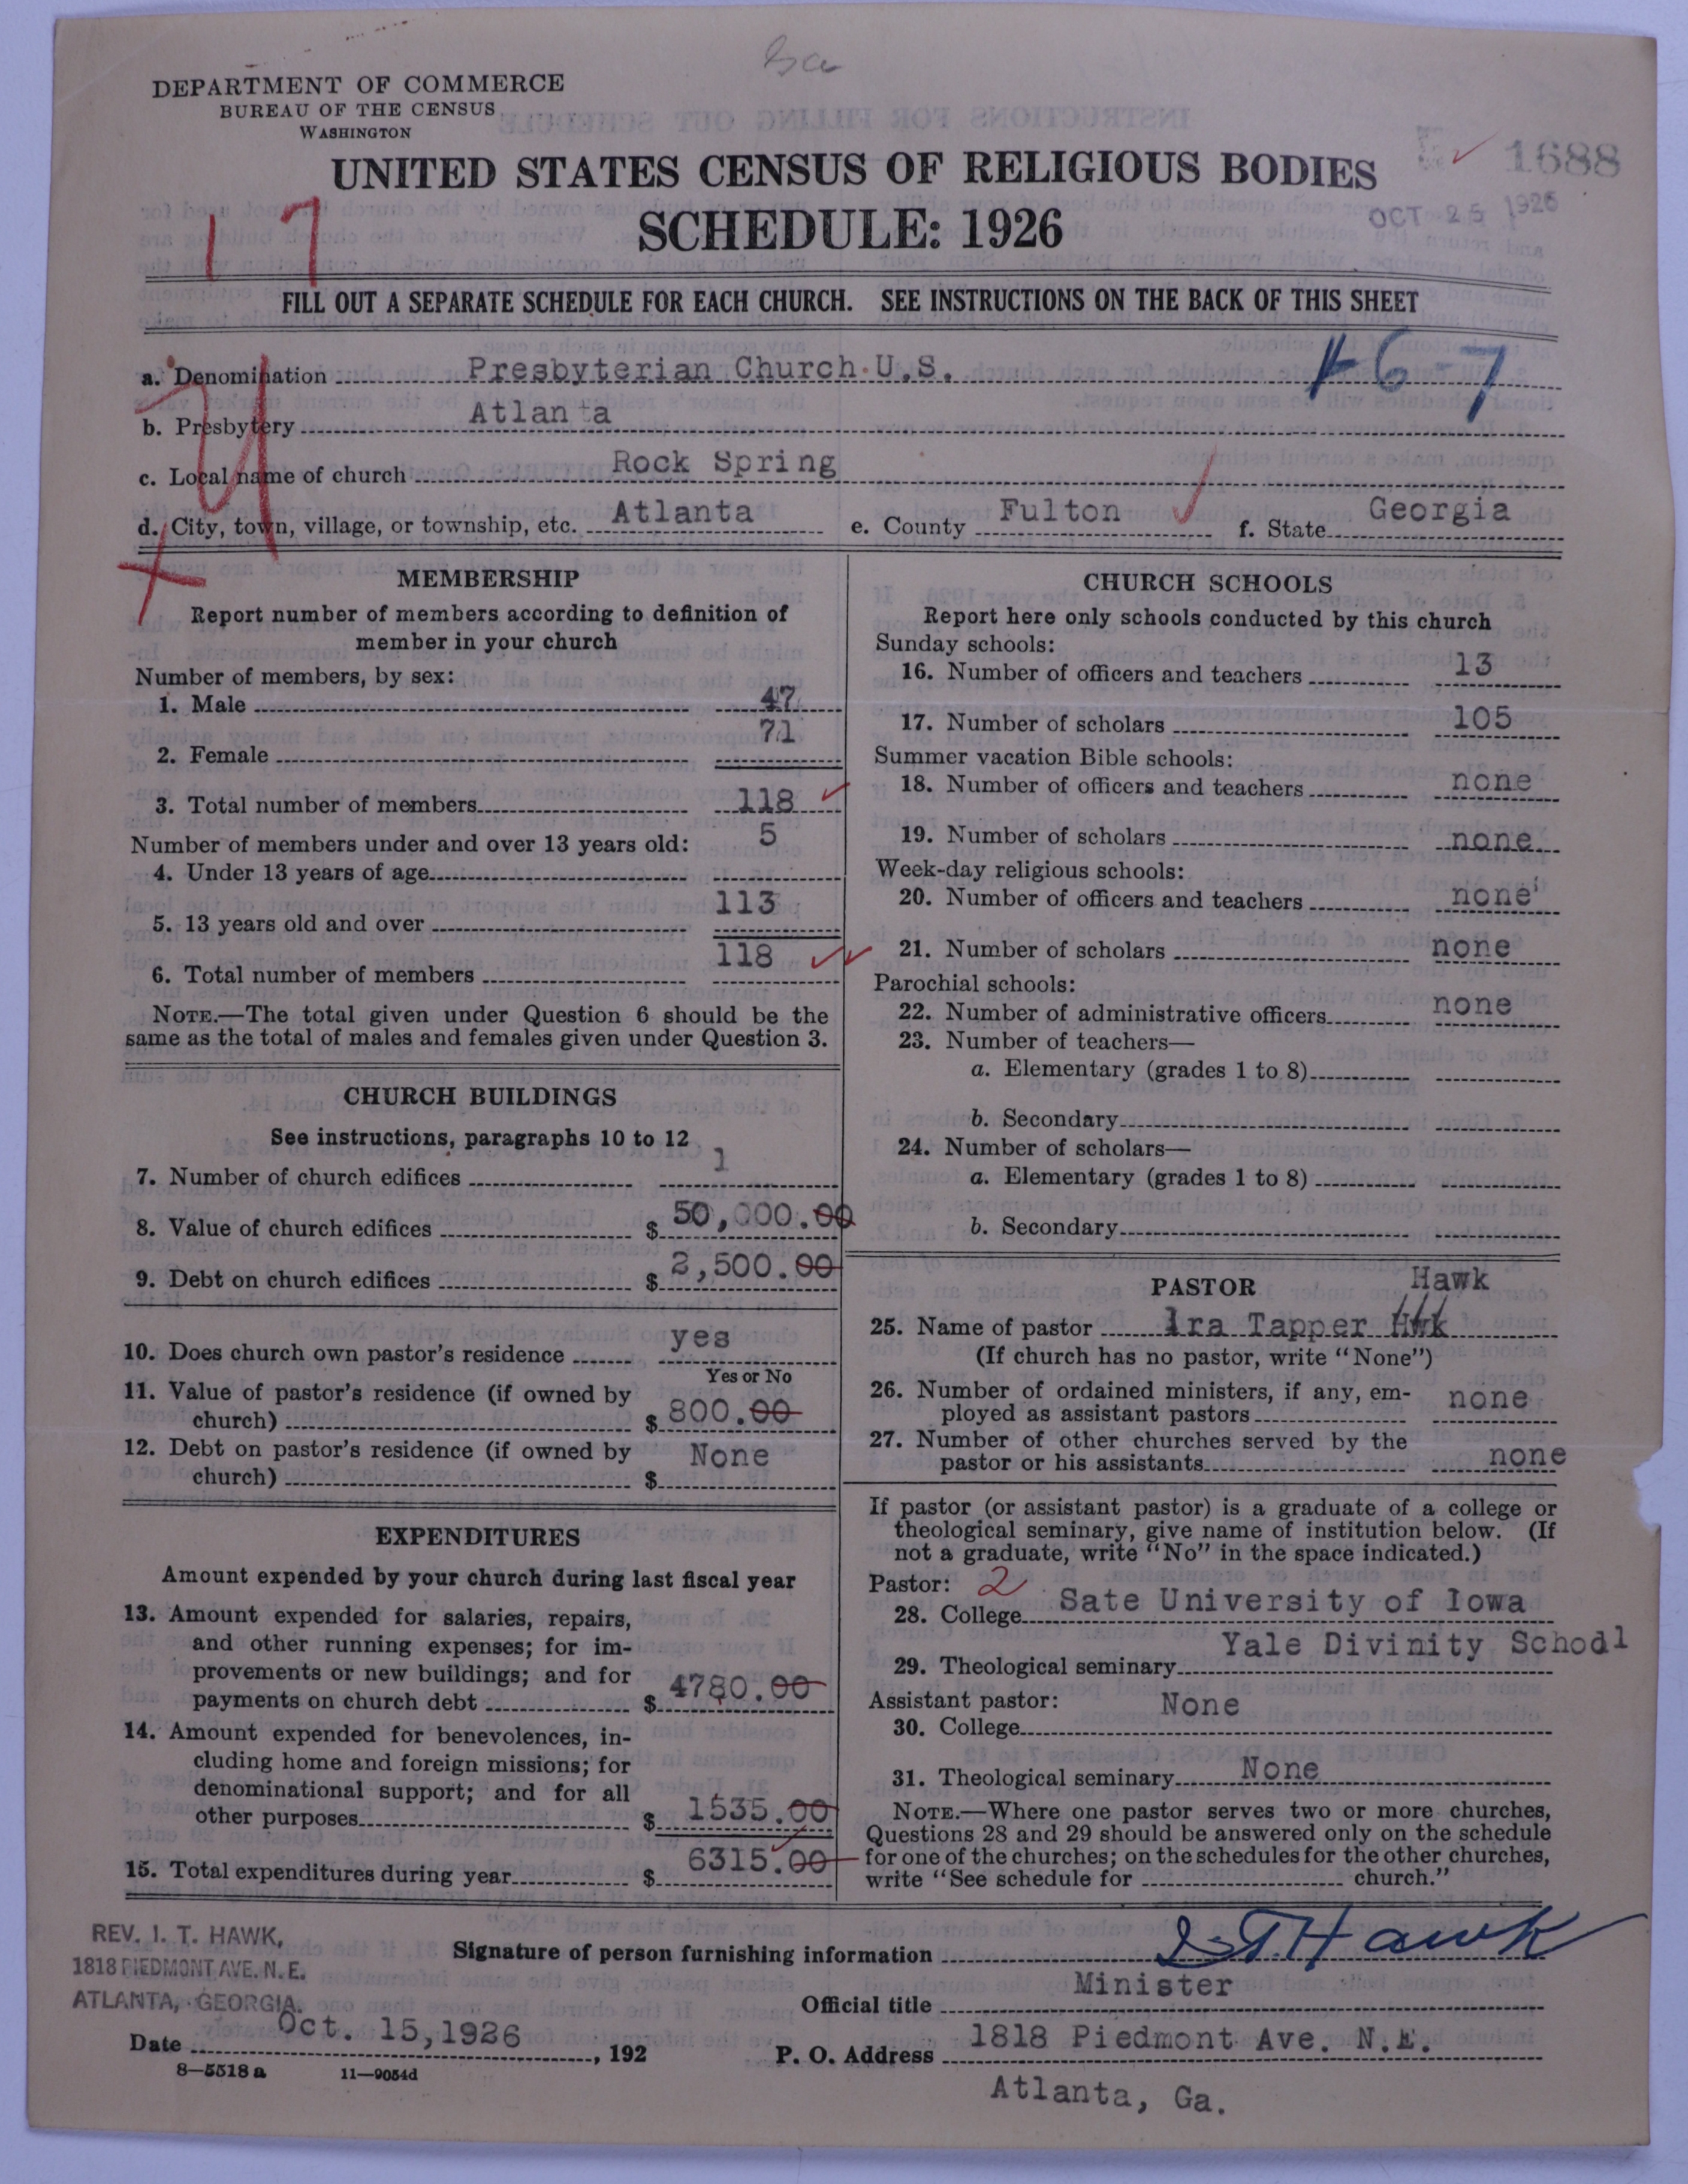 Ga
DEPARTMENT OF COMMERCE
BUREAU OF THE CENSUS
WASHINGTON
1688
UNITED STATES CENSUS OF RELIGIOUS BODIES
SCHEDULE: 1926
OCT 25 1926
17
FILL OUT A SEPARATE SCHEDULE FOR EACH CHURCH. SEE INSTRUCTIONS ON THE BACK OF THIS SHEET
a. Denomination Presbyterian Church U.S.
b. Presbytery Atlanta
c. Local name of church Rock Spring
d. City, town, village, or township, etc. Atlanta e. County Fulton f. State Georgia
MEMBERSHIP
Report number of members according to definition of
member in your church
Number of members, by sex:
1. Male 47
2. Female 71
3. Total number of members 118
Number of members under and over 13 years old:
4. Under 13 years of age 5
5. 13 years old and over 113
6. Total number of members 118
NOTE.—The total given under Question 6 should be the
same as the total of males and females given under Question 3.
CHURCH BUILDINGS
See instructions, paragraphs 10 to 12
7. Number of church edifices 1
8. Value of church edifices $ 50,000.00
9. Debt on church edifices $ 2,500.00
10. Does church own pastor's residence yes
Yes or No
11. Value of pastor's residence (if owned by
church) $ 800.00
12. Debt on pastor's residence (if owned by
church) $ None
EXPENDITURES
Amount expended by your church during last fiscal year
13. Amount expended for salaries, repairs,
and other running expenses; for im-
provements or new buildings; and for
payments on church debt $ 4780.00
14. Amount expended for benevolences, in-
cluding home and foreign missions; for
denominational support; and for all
other purposes $ 1535.00
15. Total expenditures during year $ 6315.00
CHURCH SCHOOLS
Report here only schools conducted by this church
Sunday schools:
16. Number of officers and teachers 13
17. Number of scholars 105
Summer vacation Bible schools:
18. Number of officers and teachers none
19. Number of scholars none
Week-day religious schools:
20. Number of officers and teachers none
21. Number of scholars none
Parochial schools:
22. Number of administrative officers none
23. Number of teachers—
a. Elementary (grades 1 to 8)
b. Secondary
24. Number of scholars—
a. Elementary (grades 1 to 8)
b. Secondary
PASTOR
Hawk
25. Name of pastor Ira Tapper
(If church has no pastor, write "None")
26. Number of ordained ministers, if any, em-
ployed as assistant pastors none
27. Number of other churches served by the
pastor or his assistants none
If pastor (or assistant pastor) is a graduate of a college or
theological seminary, give name of institution below. (If
not a graduate, write "No" in the space indicated.)
Pastor: 2
28. College Sate University of Iowa
29. Theological seminary Yale Divinity School
Assistant pastor:
30. College None
31. Theological seminary None
NOTE.—Where one pastor serves two or more churches,
Questions 28 and 29 should be answered only on the schedule
for one of the churches; on the schedules for the other churches,
write "See schedule for church."
REV. I. T. HAWK,
1818 PIEDMONT AVE. N. E.
ATLANTA, GEORGIA.
Signature of person furnishing information I. T. Hawk
Official title Minister
Date Oct. 15, 1926, 192
P. O. Address 1818 Piedmont Ave. N.E.
Atlanta, Ga.
8—5518 a 11—9054d